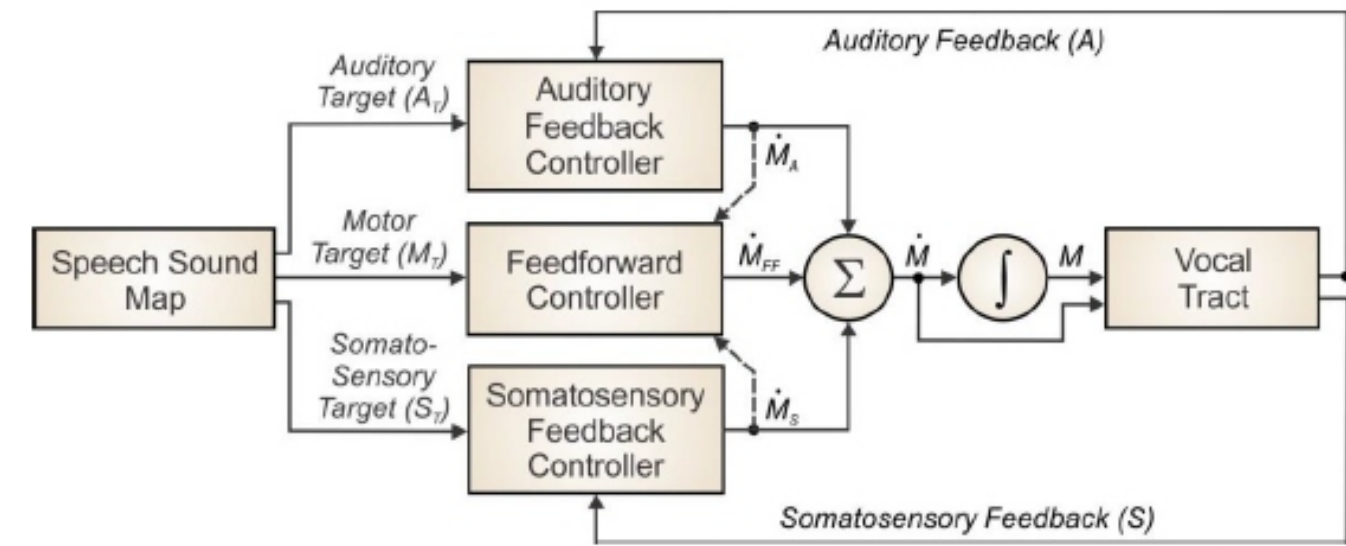 Auditory Feedback (A)
Auditory
Target (A_T)
Auditory
Feedback
Controller
Ṁ_A
Speech Sound
Map
Motor
Target (M_T)
Feedforward
Controller
Ṁ_FF
Σ
Ṁ
∫
M
Vocal
Tract
Somato-
Sensory
Target (S_T)
Somatosensory
Feedback
Controller
Ṁ_S
Somatosensory Feedback (S)